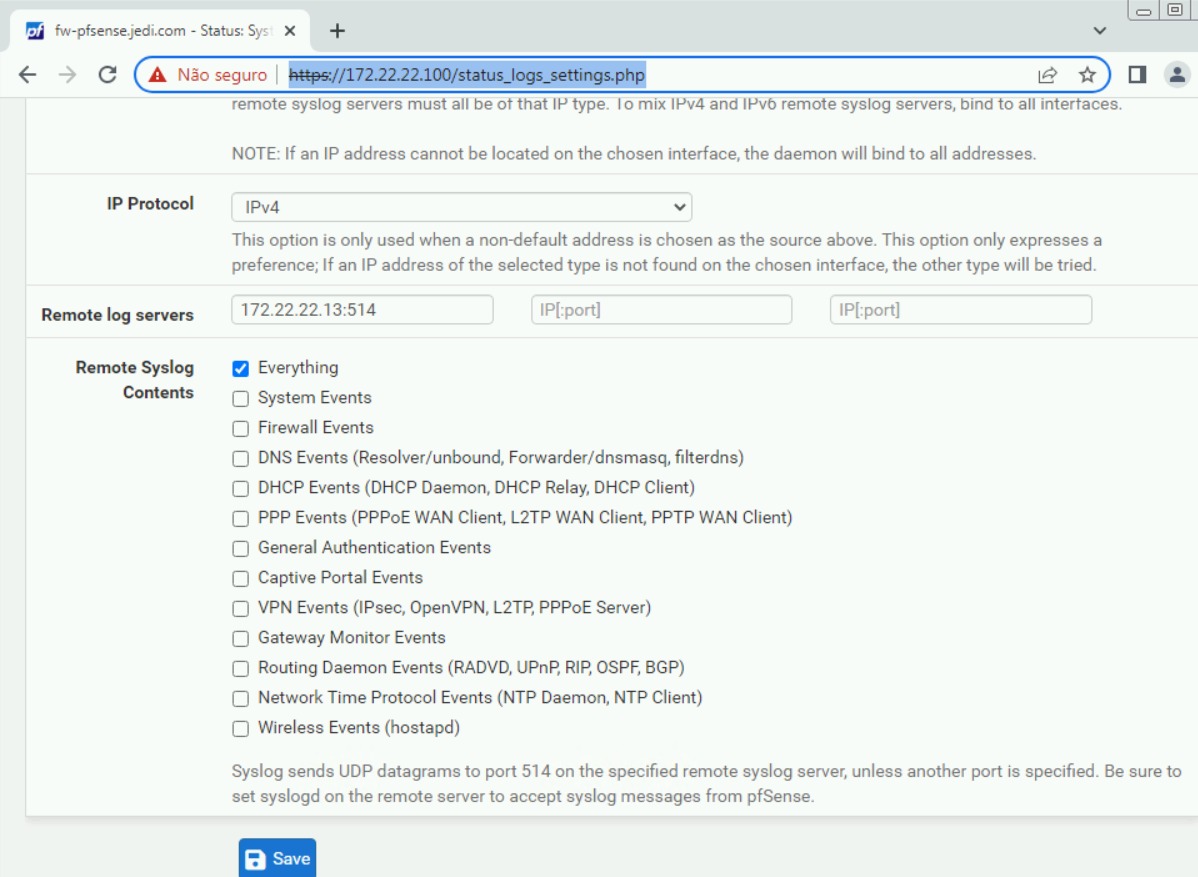 pf fw-pfsense.jedi.com - Status: Syst
Não seguro https://172.22.22.100/status_logs_settings.php
remote syslog servers must all be of that IP type. To mix IPv4 and IPv6 remote syslog servers, bind to all interfaces.
NOTE: If an IP address cannot be located on the chosen interface, the daemon will bind to all addresses.
IP Protocol
IPv4
This option is only used when a non-default address is chosen as the source above. This option only expresses a
preference; If an IP address of the selected type is not found on the chosen interface, the other type will be tried.
Remote log servers
172.22.22.13:514 IP[:port] IP[:port]
Remote Syslog
Contents
Everything
System Events
Firewall Events
DNS Events (Resolver/unbound, Forwarder/dnsmasq, filterdns)
DHCP Events (DHCP Daemon, DHCP Relay, DHCP Client)
PPP Events (PPPoE WAN Client, L2TP WAN Client, PPTP WAN Client)
General Authentication Events
Captive Portal Events
VPN Events (IPsec, OpenVPN, L2TP, PPPoE Server)
Gateway Monitor Events
Routing Daemon Events (RADVD, UPnP, RIP, OSPF, BGP)
Network Time Protocol Events (NTP Daemon, NTP Client)
Wireless Events (hostapd)
Syslog sends UDP datagrams to port 514 on the specified remote syslog server, unless another port is specified. Be sure to
set syslogd on the remote server to accept syslog messages from pfSense.
Save